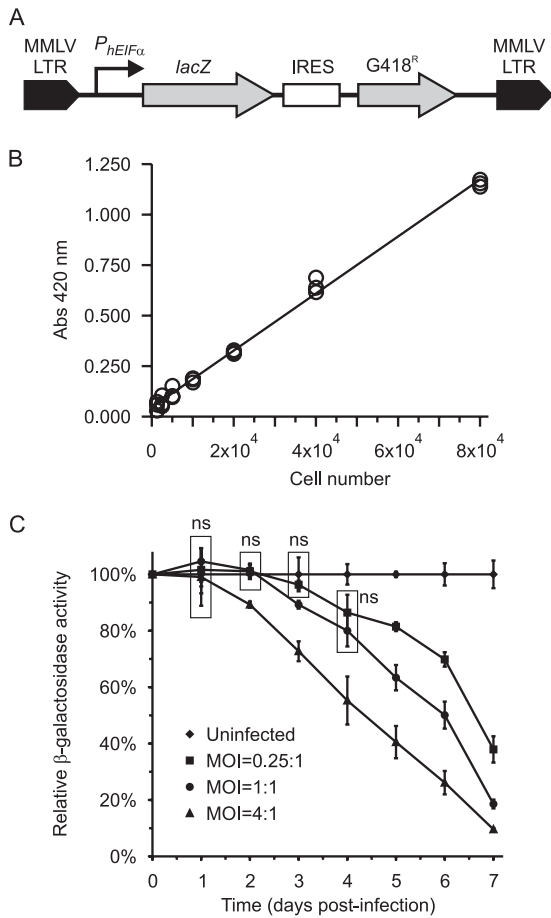 A
MMLV LTR
P_hEIFα
lacZ
IRES
G418^R
MMLV LTR
B
Abs 420 nm
1.250
1.000
0.750
0.500
0.250
0.000
0
2x10^4
4x10^4
6x10^4
8x10^4
Cell number
C
Relative β-galactosidase activity
100%
80%
60%
40%
20%
0%
ns
ns
ns
ns
Uninfected
MOI=0.25:1
MOI=1:1
MOI=4:1
0 1 2 3 4 5 6 7
Time (days post-infection)